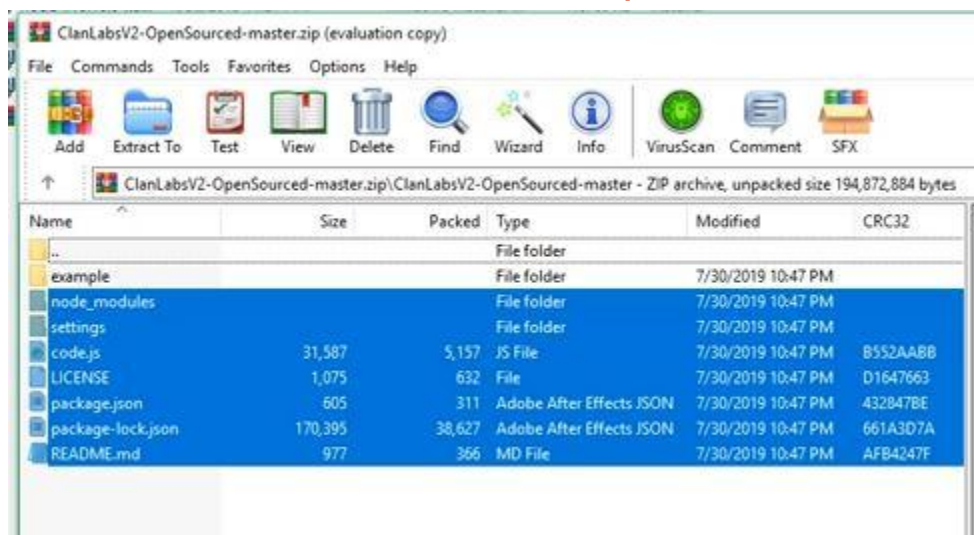 ClanLabsV2-OpenSourced-master.zip (evaluation copy)
File Commands Tools Favorites Options Help
Add Extract To Test View Delete Find Wizard Info VirusScan Comment SFX
ClanLabsV2-OpenSourced-master.zip\ClanLabsV2-OpenSourced-master - ZIP archive, unpacked size 194,872,884 bytes
Name Size Packed Type Modified CRC32
.. File folder
example File folder 7/30/2019 10:47 PM
node_modules File folder 7/30/2019 10:47 PM
settings File folder 7/30/2019 10:47 PM
code.js 31,587 5,157 JS File 7/30/2019 10:47 PM B552AABB
LICENSE 1,075 632 File 7/30/2019 10:47 PM D1647663
package.json 605 311 Adobe After Effects JSON 7/30/2019 10:47 PM 432847BE
package-lock.json 170,395 38,627 Adobe After Effects JSON 7/30/2019 10:47 PM 661A3D7A
README.md 977 366 MD File 7/30/2019 10:47 PM AFB4247F